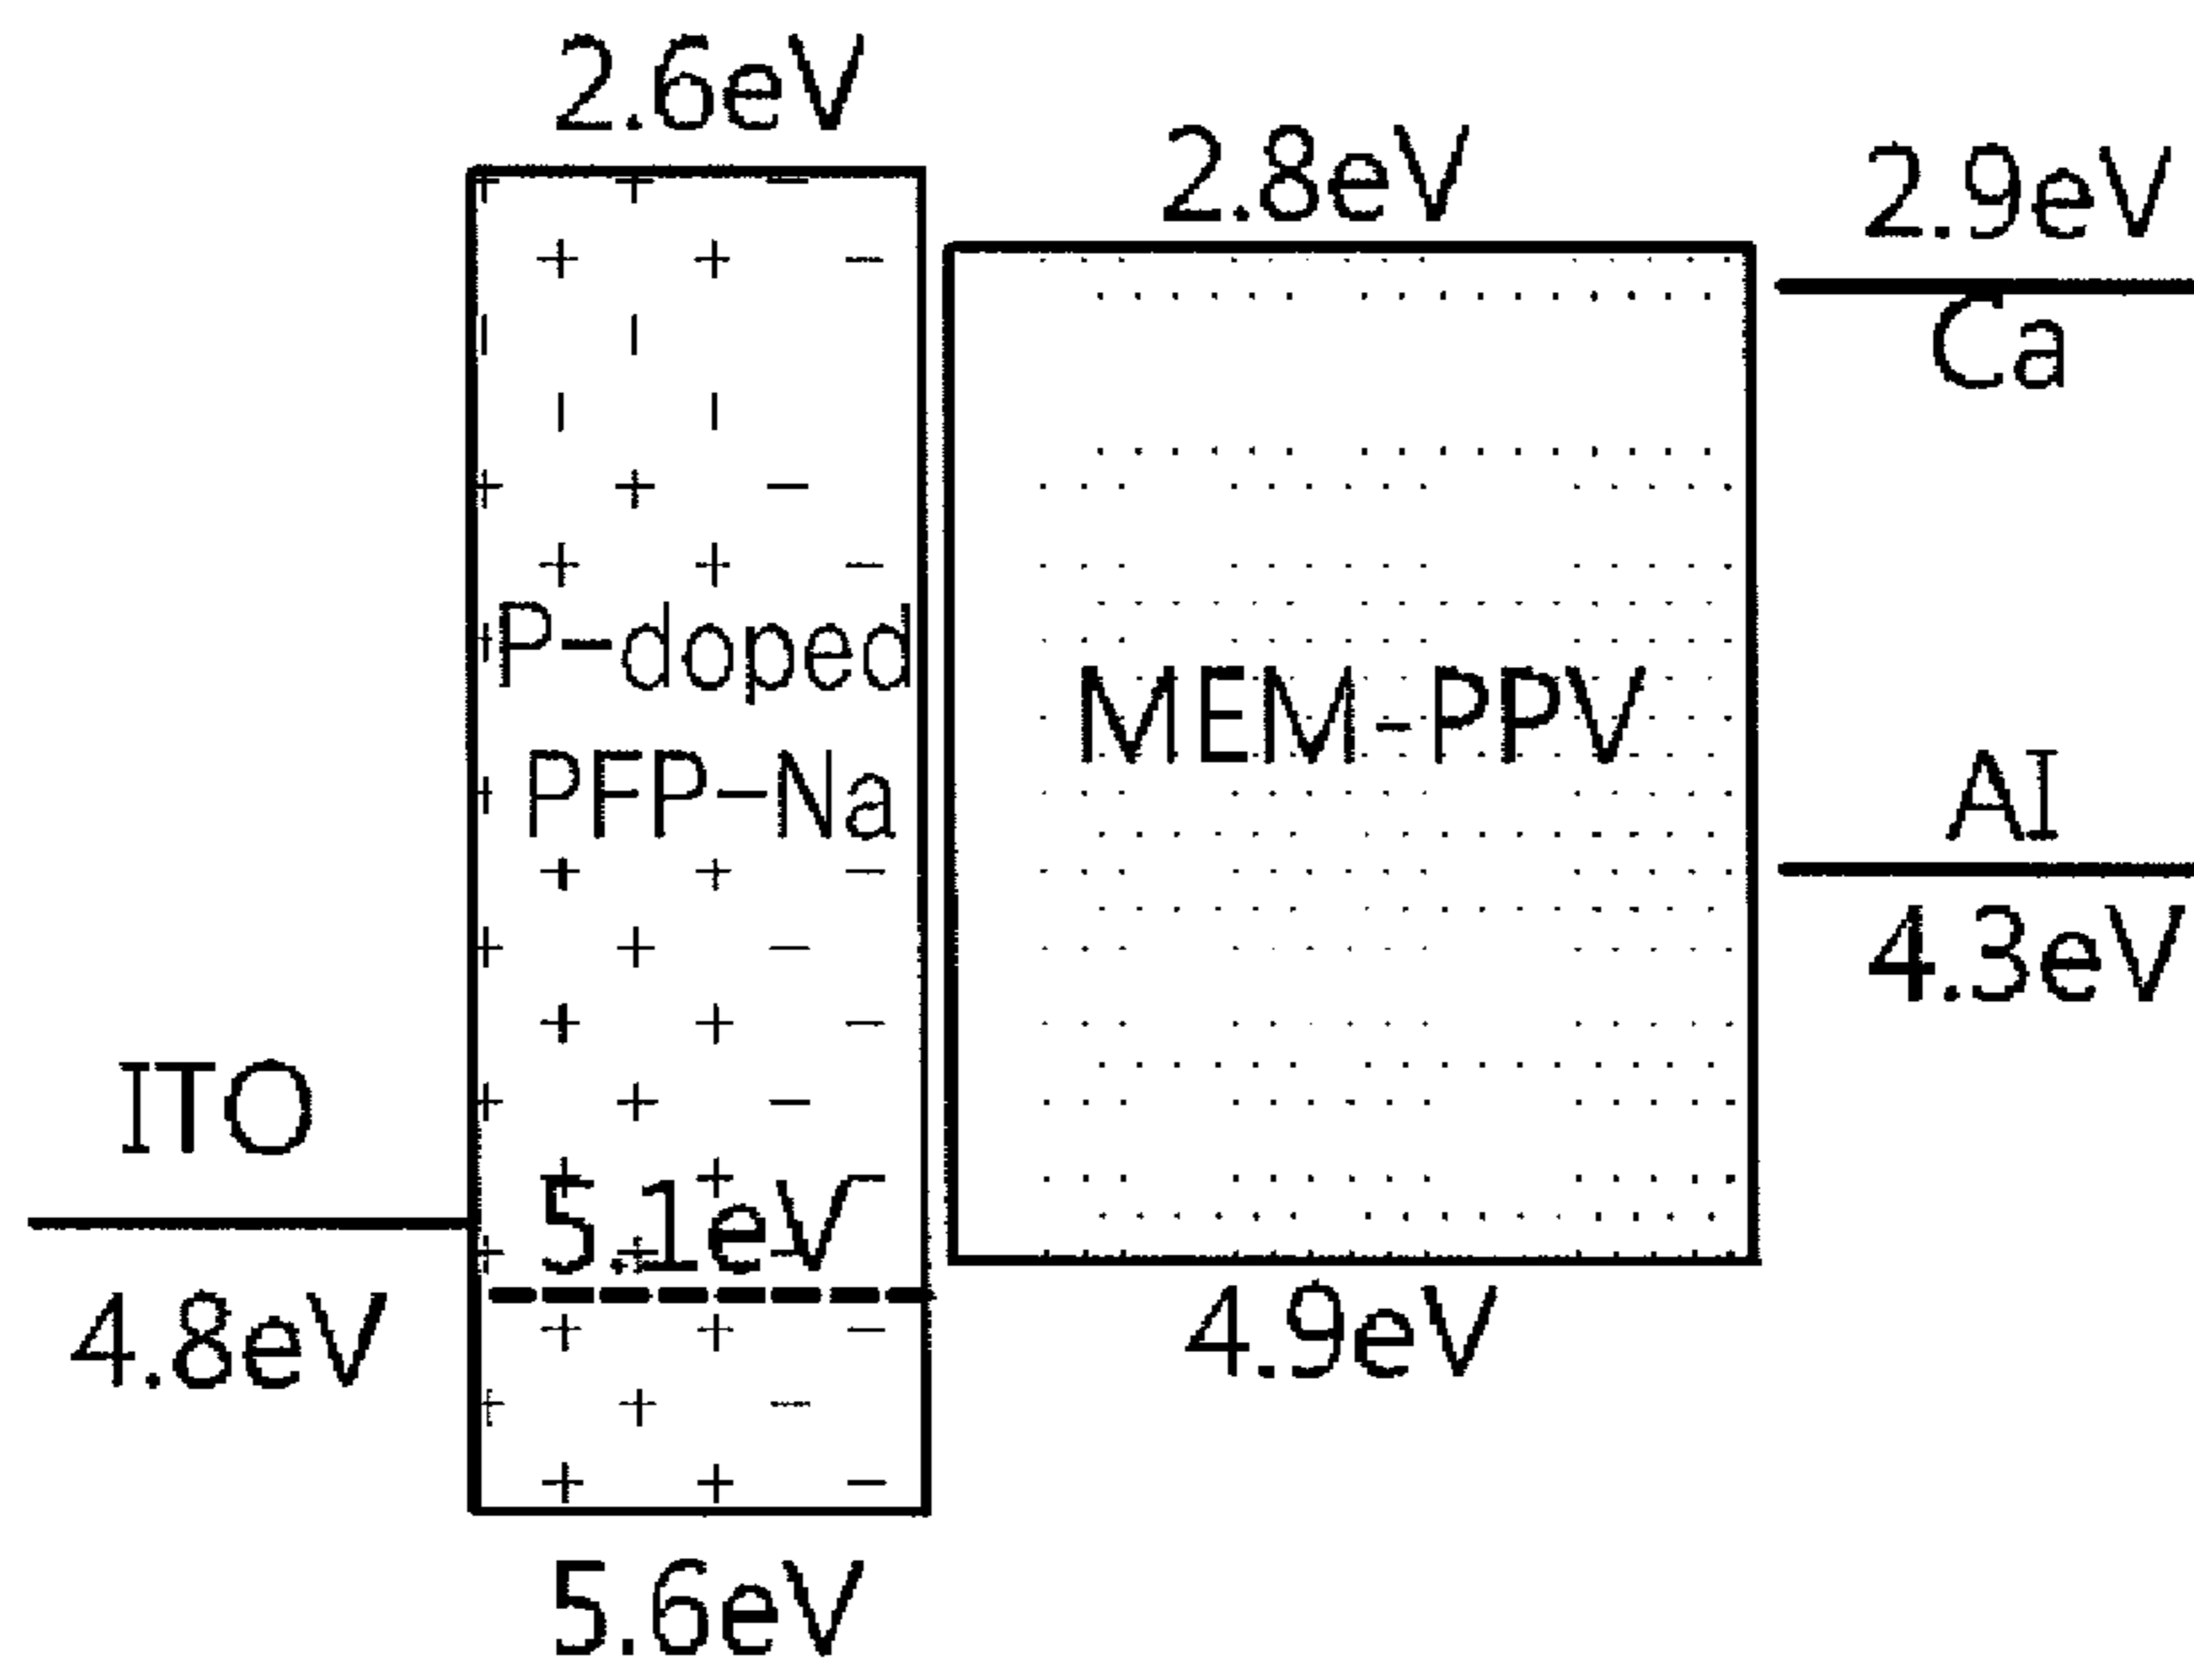 2.6eV
2.8eV
2.9eV
Ca
P-doped
PFP-Na
MEM-PPV
AI
4.3eV
ITO
5.1eV
4.8eV
4.9eV
5.6eV